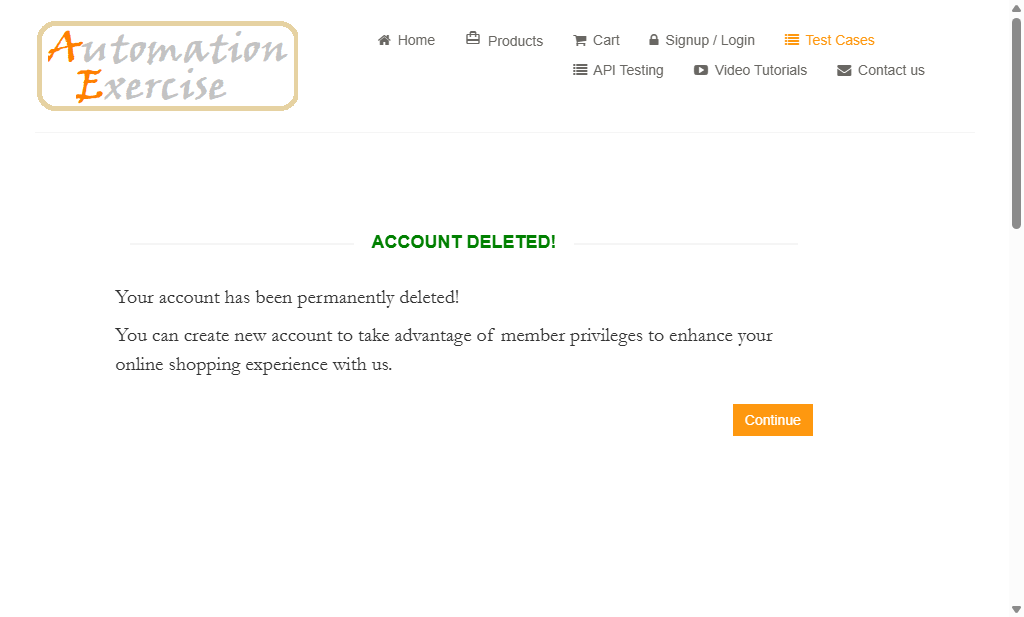 Automation
Exercise
Home
Products
Cart
Signup / Login
Test Cases
API Testing
Video Tutorials
Contact us
ACCOUNT DELETED!
Your account has been permanently deleted!
You can create new account to take advantage of member privileges to enhance your
online shopping experience with us.
Continue